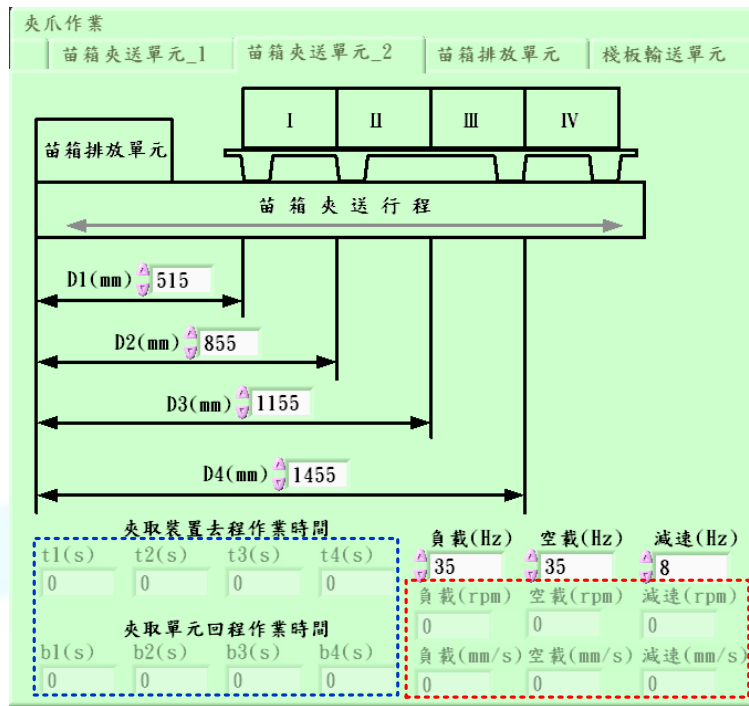 夾爪作業
苗箱夾送單元_1 苗箱夾送單元_2 苗箱排放單元 棧板輸送單元
I II III IV
苗箱排放單元
苗箱夾送行程
D1(mm) 515
D2(mm) 855
D3(mm) 1155
D4(mm) 1455
夾取裝置去程作業時間
t1(s) t2(s) t3(s) t4(s)
0 0 0 0
夾取單元回程作業時間
b1(s) b2(s) b3(s) b4(s)
0 0 0 0
負載(Hz) 空載(Hz) 減速(Hz)
35 35 8
負載(rpm) 空載(rpm) 減速(rpm)
0 0 0
負載(mm/s) 空載(mm/s) 減速(mm/s)
0 0 0